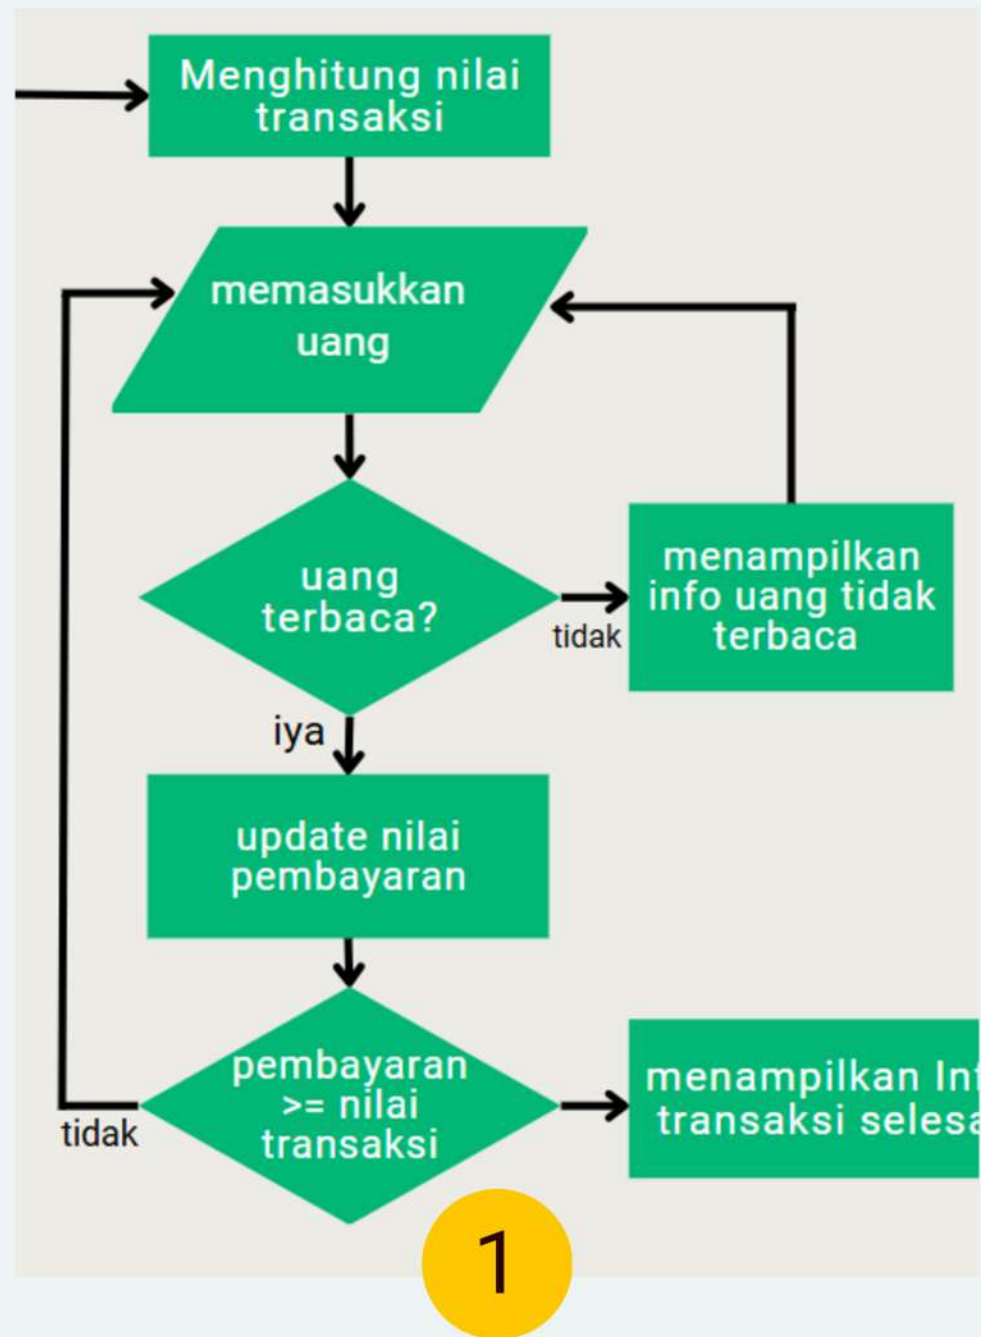 Menghitung nilai
transaksi
memasukkan
uang
uang
terbaca?
tidak
menampilkan
info uang tidak
terbaca
iya
update nilai
pembayaran
pembayaran
>= nilai
transaksi
tidak
menampilkan
transaksi
1